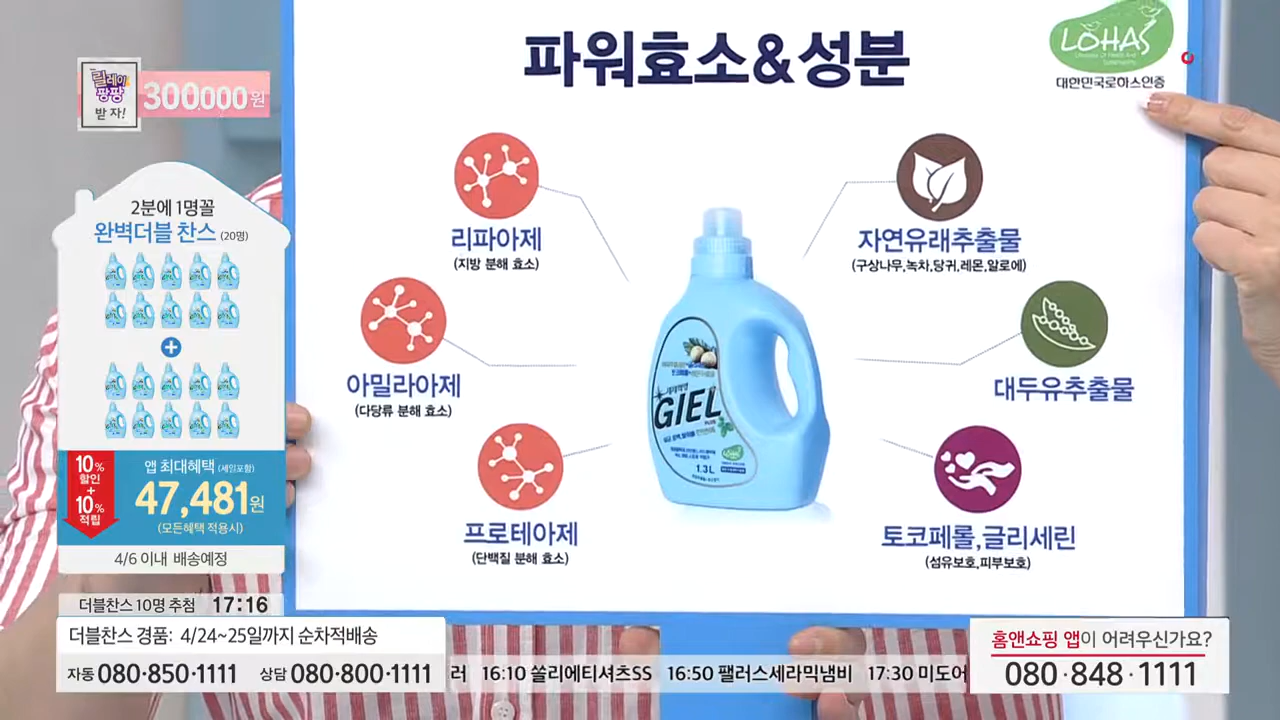 파워효소&성분
LOHAS
대한민국로하스인증
릴레이
팡팡
받자!
300,000원
2분에 1명꼴
완벽더블 찬스 (20명)
+
10%
할인
+
10%
적립
앱 최대혜택 (세일포함)
47,481원
(모든혜택 적용시)
4/6 이내 배송예정
리파아제
(지방 분해 효소)
아밀라아제
(다당류 분해 효소)
프로테아제
(단백질 분해 효소)
자연유래추출물
(구상나무,녹차,당귀,레몬,알로에)
대두유추출물
토코페롤,글리세린
(섬유보호,피부보호)
GIEL
PLUS
1.3L
더블찬스 10명 추첨 17:16
더블찬스 경품: 4/24~25일까지 순차적배송
자동 080·850·1111 상담 080·800·1111
러 16:10 쏠리에티셔츠SS 16:50 팰러스세라믹냄비 17:30 미도어
홈앤쇼핑 앱이 어려우신가요?
080·848·1111